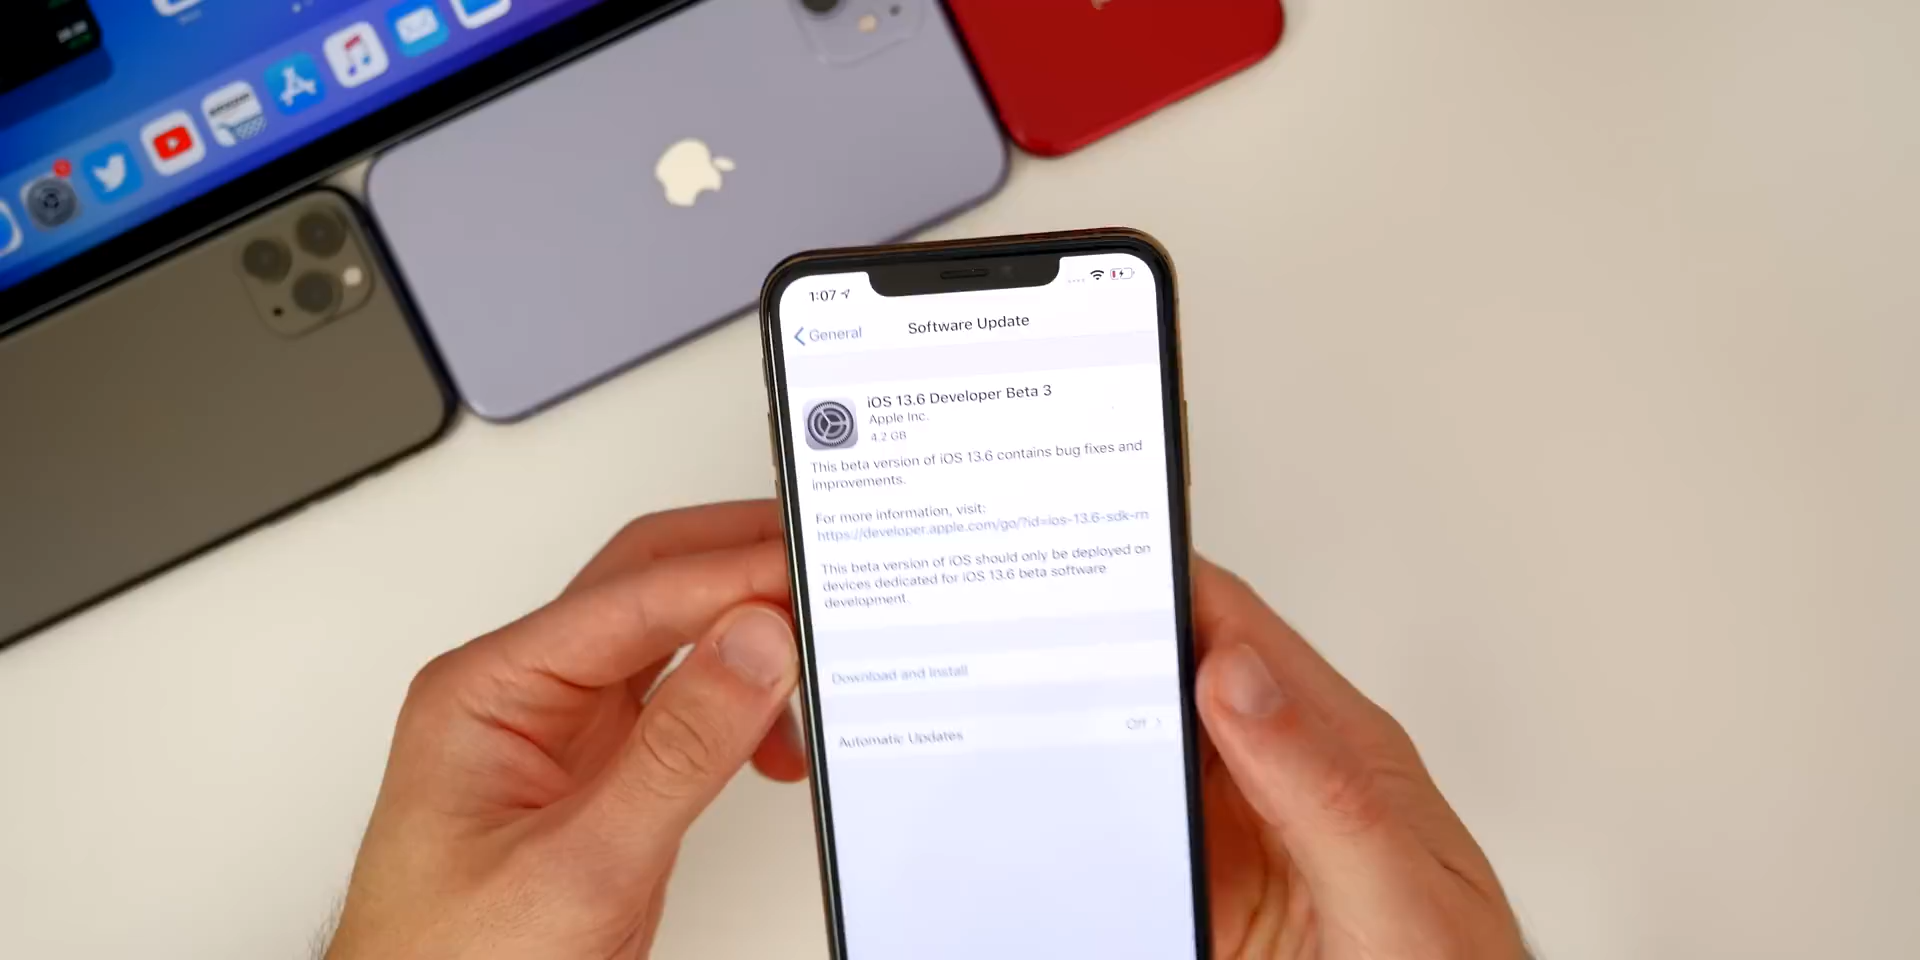 1:07
General
Software Update
iOS 13.6 Developer Beta 3
Apple Inc.
4.2 GB
This beta version of iOS 13.6 contains bug fixes and
improvements.
For more information, visit:
https://developer.apple.com/go/?id=ios-13.6-sdk-rn
This beta version of iOS should only be deployed on
devices dedicated for iOS 13.6 beta software
development.
Download and Install
Automatic Updates
Off